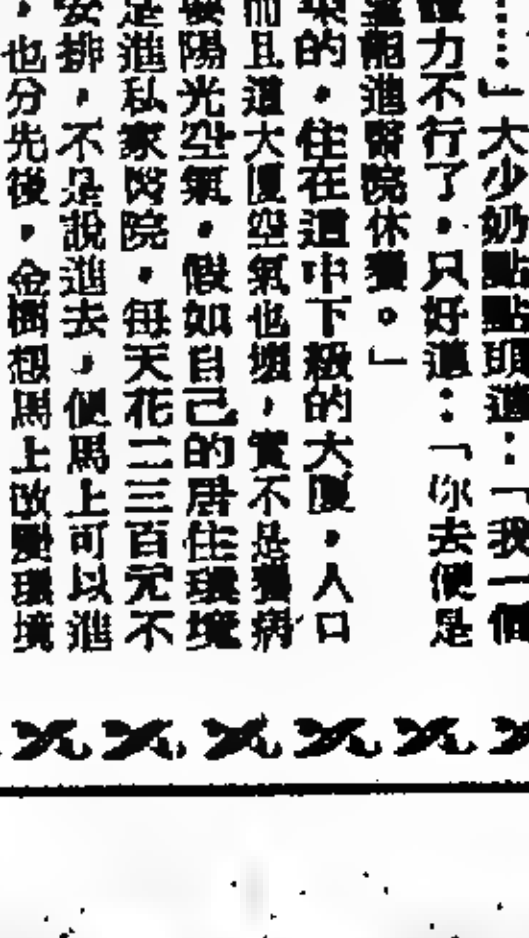 ……」大少奶點點頭道：「我一個
力不行了，只好道：「你去便是
能進醫院休養。」
的。住在這中下級的大廈，人口
而且這大廈空氣也壞，實不是養病
要陽光空氣。假如自己的居住環境
是進私家醫院，每天花二三百元不
安排，不是說進去，便馬上可以進
，也分先後，金樹想馬上改變環境